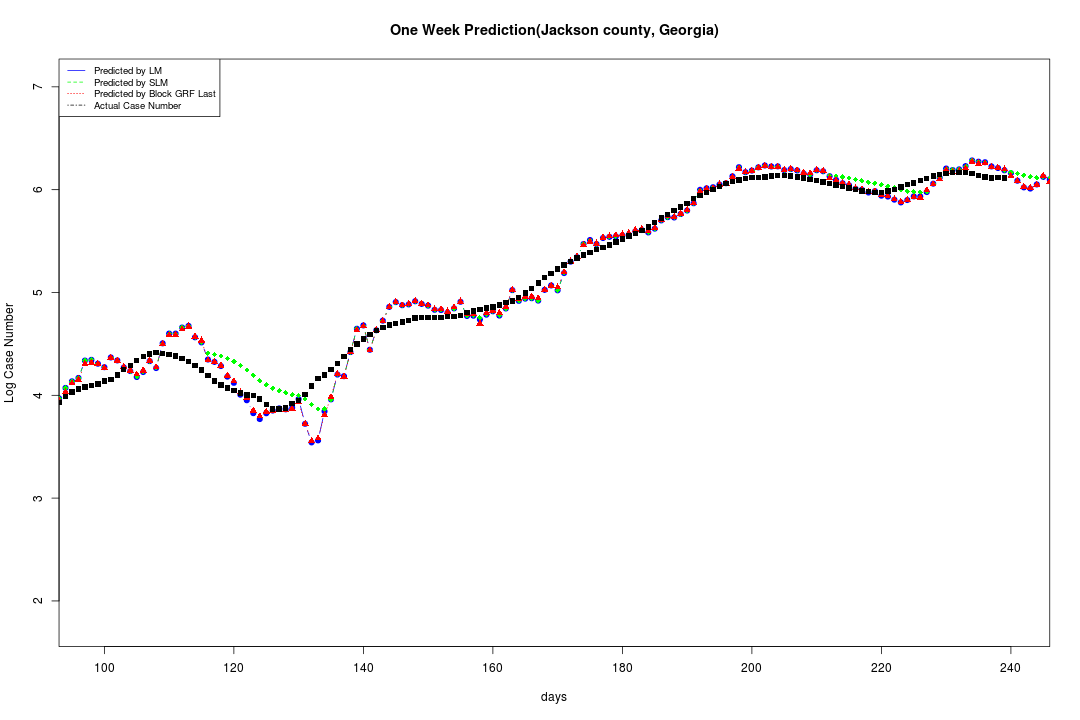 One Week Prediction(Jackson county, Georgia)
Predicted by LM
Predicted by SLM
Predicted by Block GRF Last
Actual Case Number
7
6
5
4
3
2
Log Case Number
100 120 140 160 180 200 220 240
days